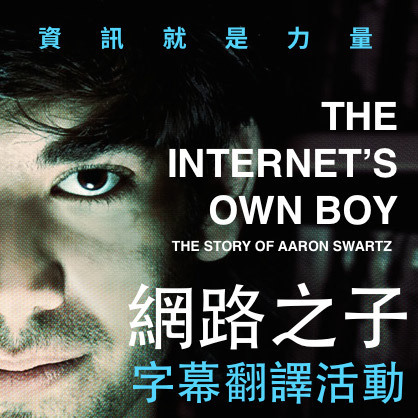 資訊就是力量
THE
INTERNET'S
OWN BOY
THE STORY OF AARON SWARTZ
網路之子
字幕翻譯活動